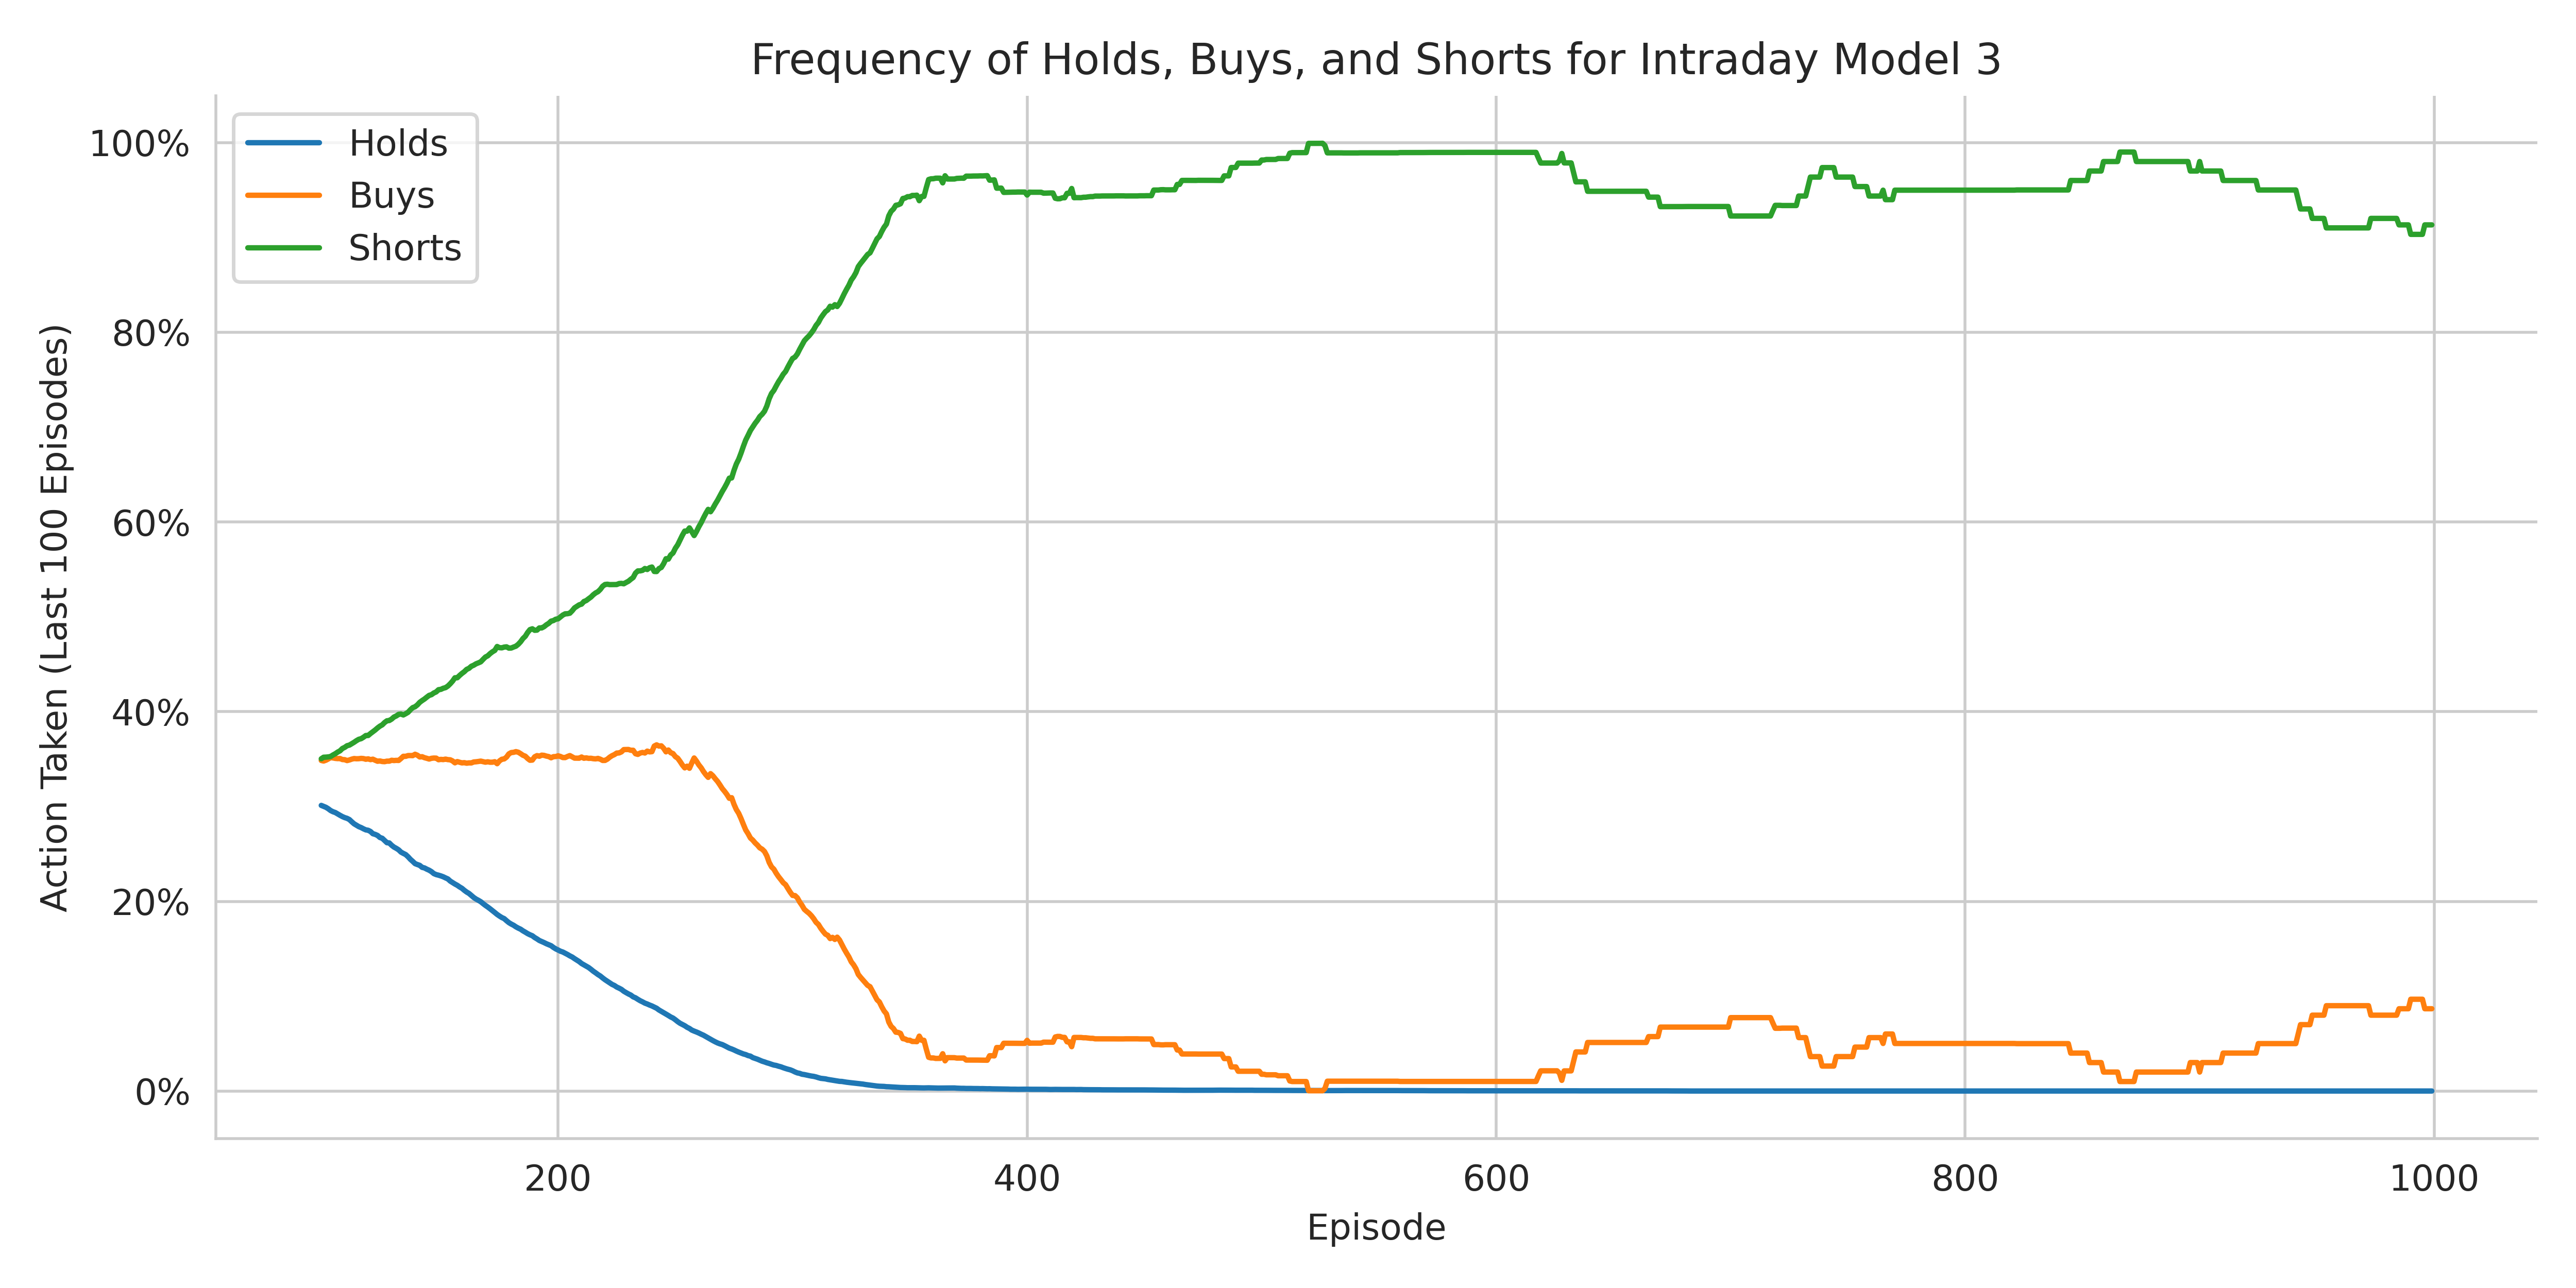 Frequency of Holds, Buys, and Shorts for Intraday Model 3
Holds
Buys
Shorts
Action Taken (Last 100 Episodes)
100%
80%
60%
40%
20%
0%
200
400
600
800
1000
Episode